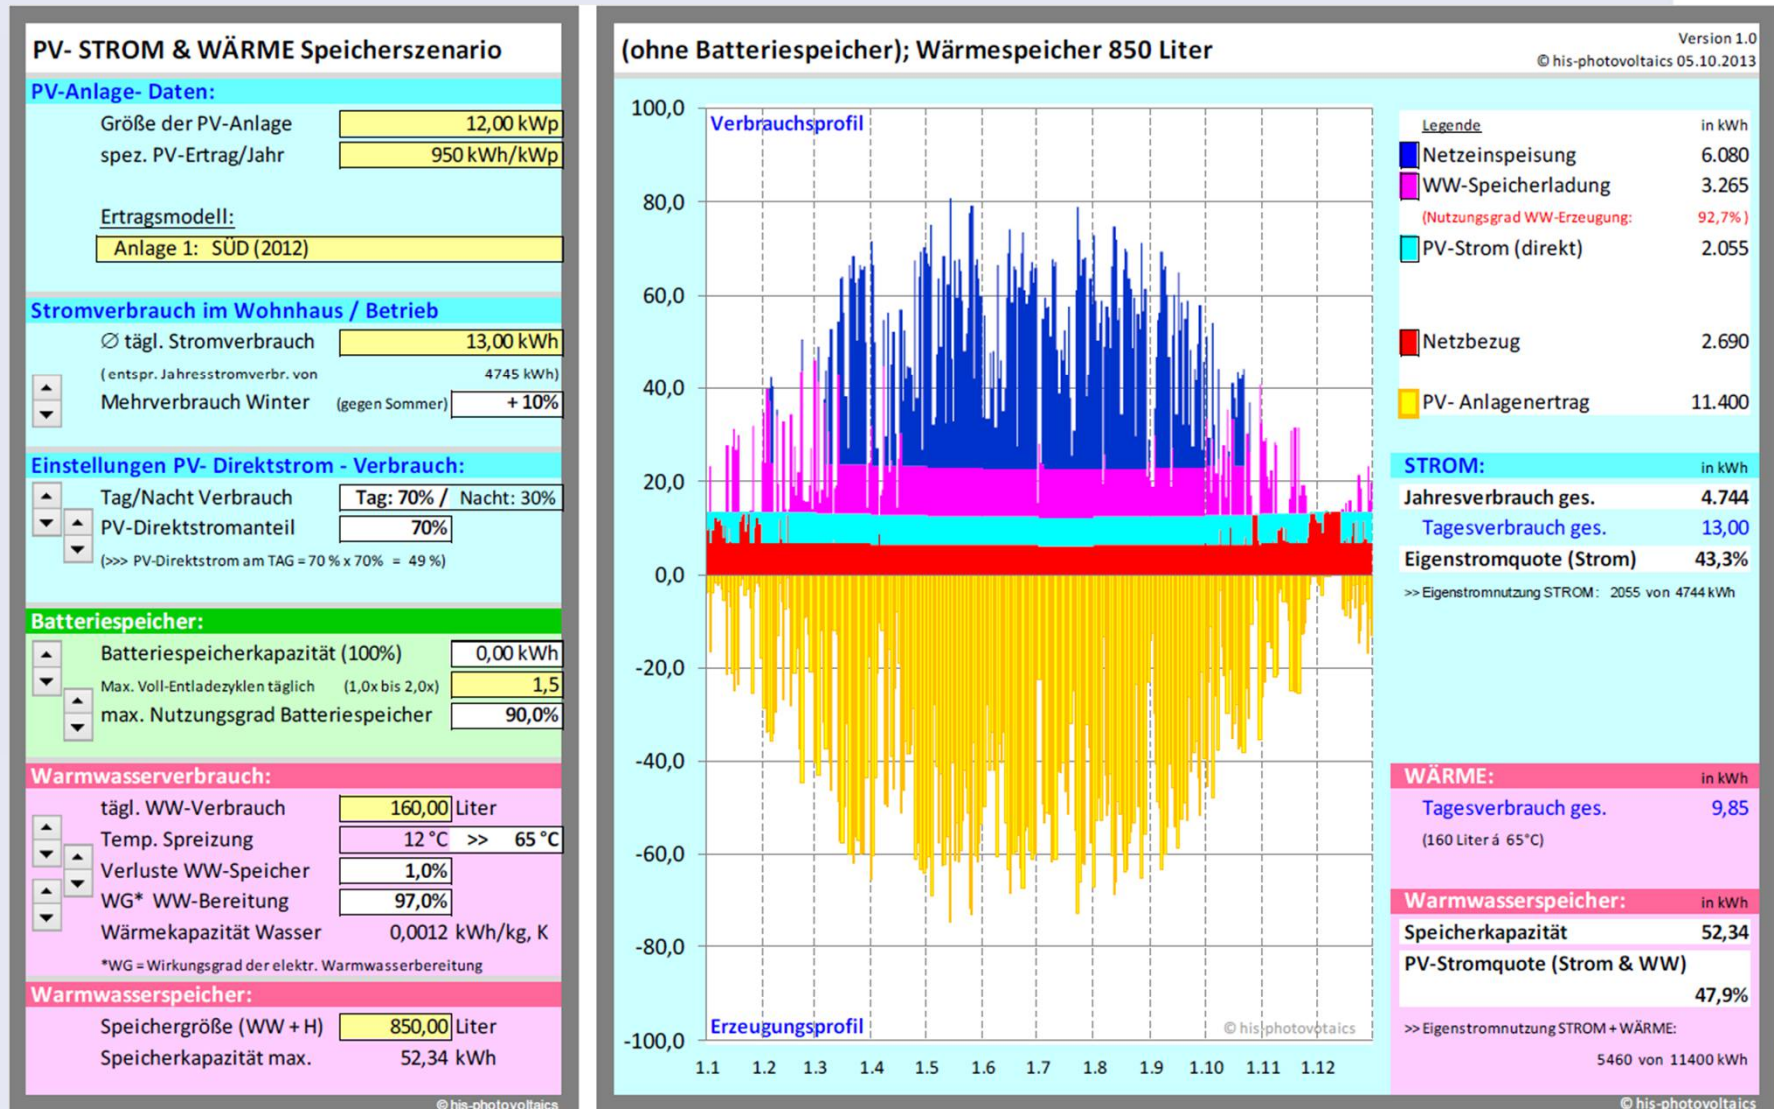 PV- STROM & WÄRME Speicherszenario
PV-Anlage- Daten:
Größe der PV-Anlage 12,00 kWp
spez. PV-Ertrag/Jahr 950 kWh/kWp
Ertragsmodell:
Anlage 1: SÜD (2012)
Stromverbrauch im Wohnhaus / Betrieb
∅ tägl. Stromverbrauch 13,00 kWh
( entspr. Jahresstromverbr. von 4745 kWh)
Mehrverbrauch Winter (gegen Sommer) + 10%
Einstellungen PV- Direktstrom - Verbrauch:
Tag/Nacht Verbrauch Tag: 70% / Nacht: 30%
PV-Direktstromanteil 70%
(>>> PV-Direktstrom am TAG = 70 % x 70% = 49 %)
Batteriespeicher:
Batteriespeicherkapazität (100%) 0,00 kWh
Max. Voll-Entladezyklen täglich (1,0x bis 2,0x) 1,5
max. Nutzungsgrad Batteriespeicher 90,0%
Warmwasserverbrauch:
tägl. WW-Verbrauch 160,00 Liter
Temp. Spreizung 12 °C >> 65 °C
Verluste WW-Speicher 1,0%
WG* WW-Bereitung 97,0%
Wärmekapazität Wasser 0,0012 kWh/kg, K
*WG = Wirkungsgrad der elektr. Warmwasserbereitung
Warmwasserspeicher:
Speichergröße (WW + H) 850,00 Liter
Speicherkapazität max. 52,34 kWh
© his-photovoltaics
(ohne Batteriespeicher); Wärmespeicher 850 Liter
Version 1.0
© his-photovoltaics 05.10.2013
Verbrauchsprofil
100,0
80,0
60,0
40,0
20,0
0,0
-20,0
-40,0
-60,0
-80,0
-100,0
Erzeugungsprofil
© his-photovotaics
1.1 1.2 1.3 1.4 1.5 1.6 1.7 1.8 1.9 1.10 1.11 1.12
Legende in kWh
Netzeinspeisung 6.080
WW-Speicherladung 3.265
(Nutzungsgrad WW-Erzeugung: 92,7% )
PV-Strom (direkt) 2.055
Netzbezug 2.690
PV- Anlagenertrag 11.400
STROM: in kWh
Jahresverbrauch ges. 4.744
Tagesverbrauch ges. 13,00
Eigenstromquote (Strom) 43,3%
>> Eigenstromnutzung STROM : 2055 von 4744 kWh
WÄRME: in kWh
Tagesverbrauch ges. 9,85
(160 Liter á 65°C)
Warmwasserspeicher: in kWh
Speicherkapazität 52,34
PV-Stromquote (Strom & WW)
47,9%
>> Eigenstromnutzung STROM + WÄRME:
5460 von 11400 kWh
© his-photovoltaics